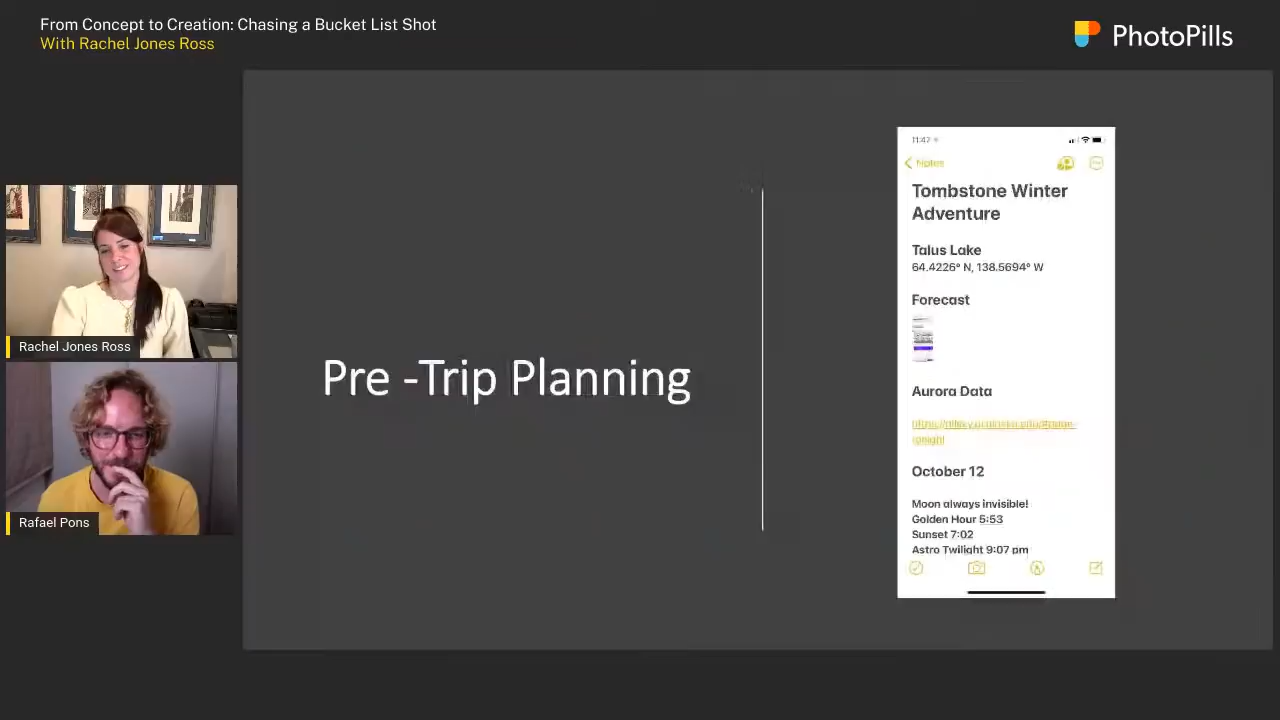 From Concept to Creation: Chasing a Bucket List Shot
With Rachel Jones Ross
PhotoPills
Rachel Jones Ross
Rafael Pons
Pre -Trip Planning
11:47
Notes
Tombstone Winter
Adventure
Talus Lake
64.4226° N, 138.5694° W
Forecast
Aurora Data
October 12
Moon always invisible!
Golden Hour 5:53
Sunset 7:02
Astro Twilight 9:07 pm